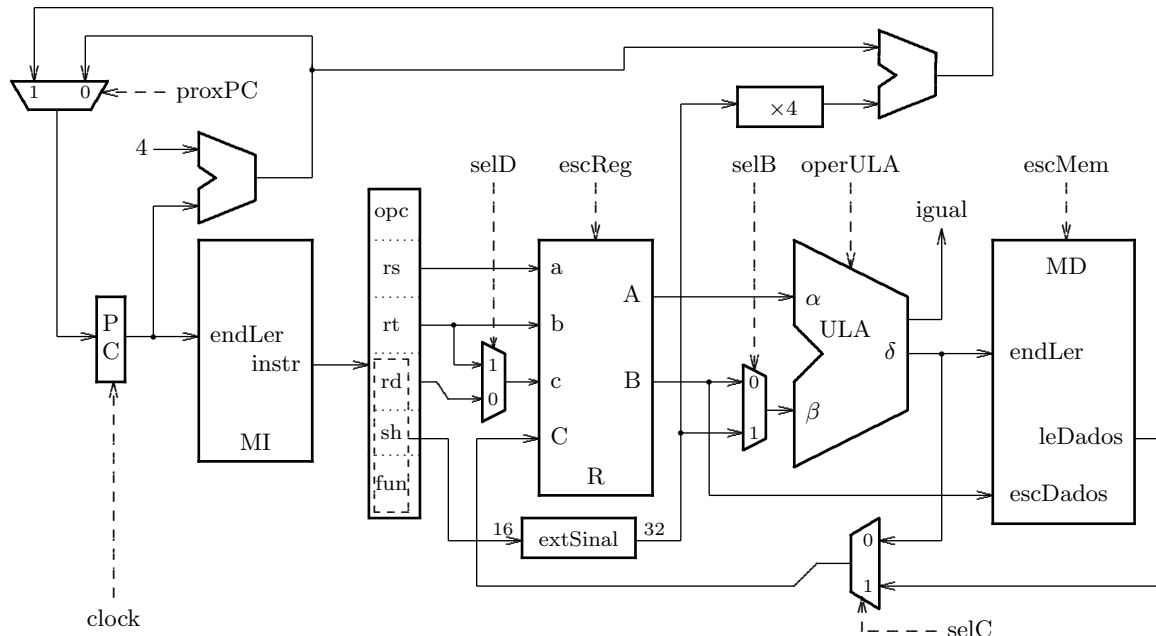 1 0
proxPC
×4
4
selD escReg selB operULA escMem
opc
igual
rs a MD
P
C
endLer
instr
A α
rt b ULA
δ endLer
1
rd c B 0
0 β
sh C 1 leDados
MI
fun R escDados
16 extSinal 32
0
1
clock selC